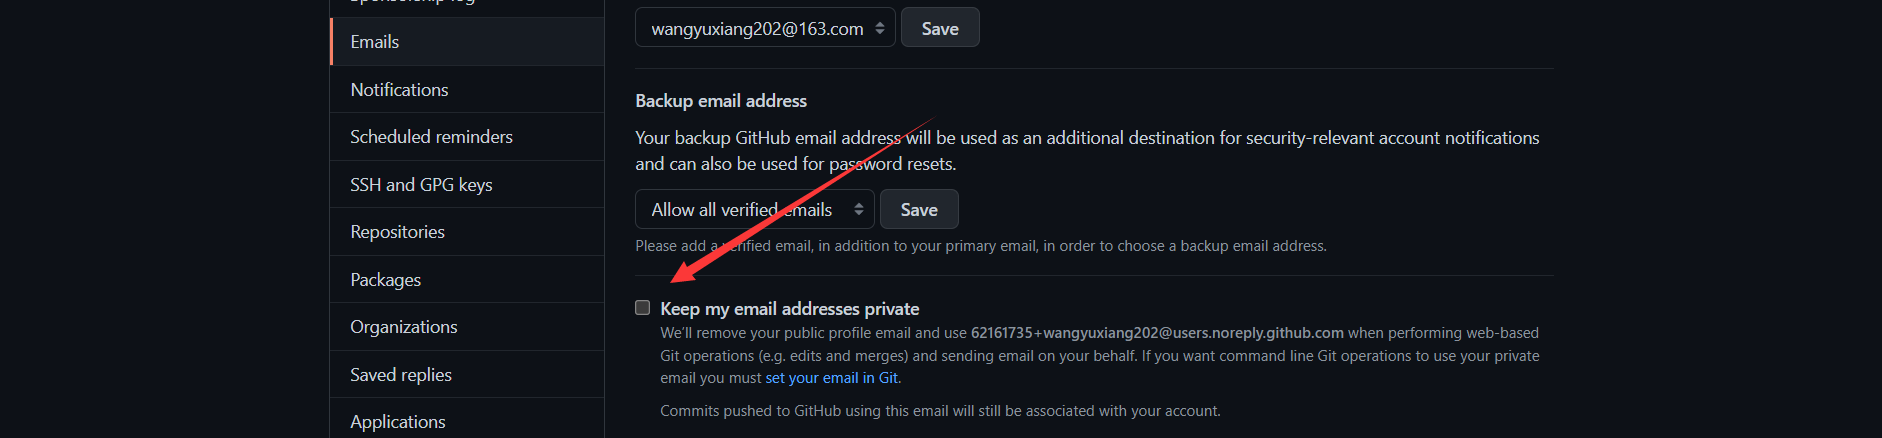 Sponsorship log
Emails
Notifications
Scheduled reminders
SSH and GPG keys
Repositories
Packages
Organizations
Saved replies
Applications
wangyuxiang202@163.com
Save
Backup email address
Your backup GitHub email address will be used as an additional destination for security-relevant account notifications
and can also be used for password resets.
Allow all verified emails
Save
Please add a verified email, in addition to your primary email, in order to choose a backup email address.
Keep my email addresses private
We'll remove your public profile email and use 62161735+wangyuxiang202@users.noreply.github.com when performing web-based
Git operations (e.g. edits and merges) and sending email on your behalf. If you want command line Git operations to use your private
email you must set your email in Git.
Commits pushed to GitHub using this email will still be associated with your account.